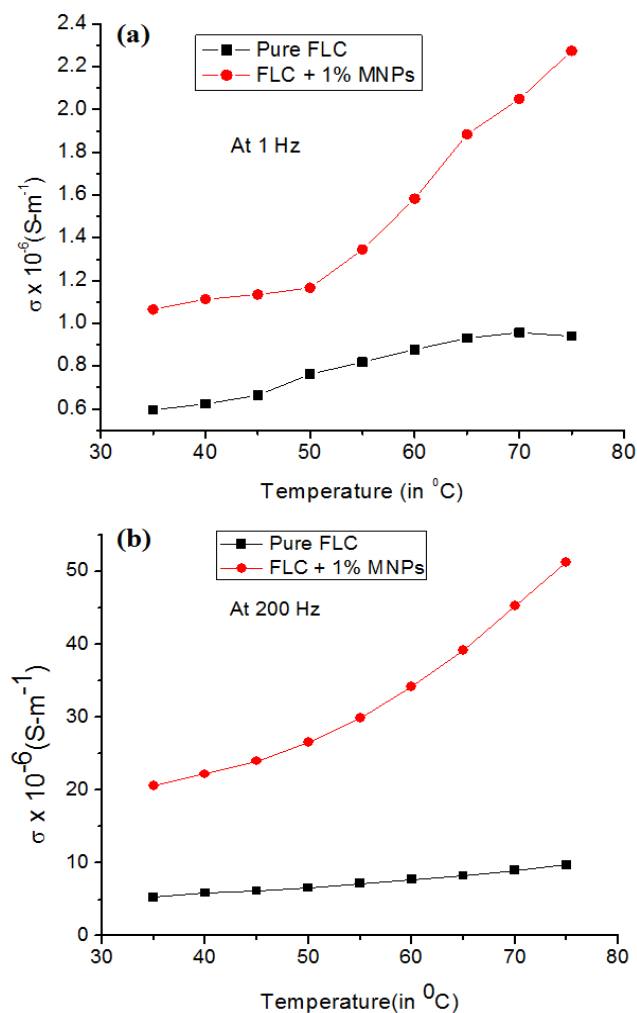 (a)
Pure FLC
FLC + 1% MNPs
At 1 Hz
σ x 10⁻⁶(S-m⁻¹)
2.4
2.2
2.0
1.8
1.6
1.4
1.2
1.0
0.8
0.6
30 40 50 60 70 80
Temperature (in ⁰C)
(b)
Pure FLC
FLC + 1% MNPs
At 200 Hz
σ x 10⁻⁶(S-m⁻¹)
50
40
30
20
10
0
30 40 50 60 70 80
Temperature(in ⁰C)